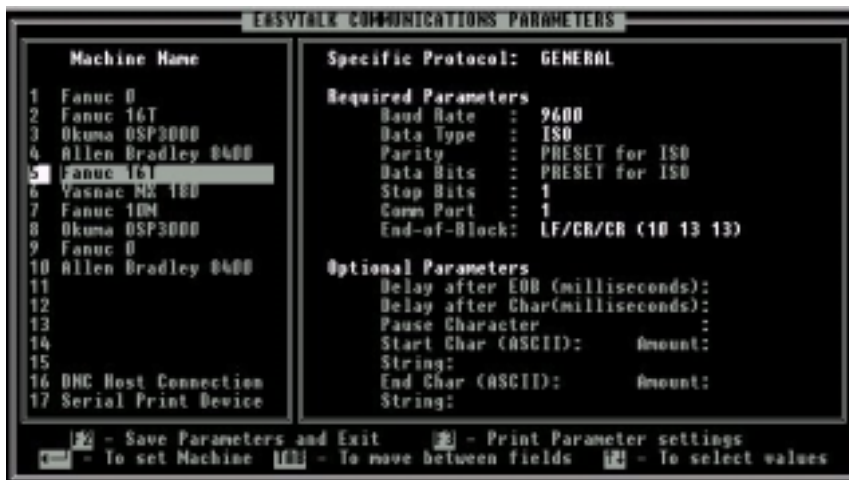 EASYTALK COMMUNICATIONS PARAMETERS
Machine Name
1 Fanuc 0
2 Fanuc 16T
3 Okuma OSP3000
4 Allen Bradley 8400
5 Fanuc 16T
6 Yasnac MX 180
7 Fanuc 10M
8 Okuma OSP3000
9 Fanuc 0
10 Allen Bradley 8400
11
12
13
14
15
16 DNC Host Connection
17 Serial Print Device
Specific Protocol: GENERAL
Required Parameters
Baud Rate : 9600
Data Type : ISO
Parity : PRESET for ISO
Data Bits : PRESET for ISO
Stop Bits : 1
Comm Port : 1
End-of-Block: LF/CR/CR (10 13 13)
Optional Parameters
Delay after EOB (milliseconds):
Delay after Char(milliseconds):
Pause Character :
Start Char (ASCII): Amount:
String:
End Char (ASCII): Amount:
String:
F2 - Save Parameters and Exit F3 - Print Parameter settings
- To set Machine TAB - To move between fields - To select values